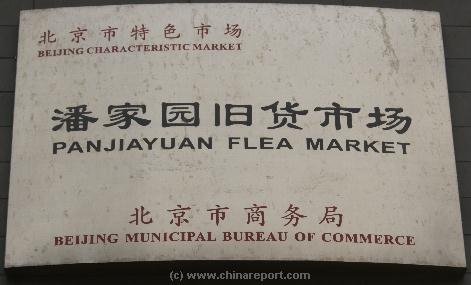 北京市特色市场
BEIJING CHARACTERISTIC MARKET
潘家园旧货市场
PANJIAYUAN FLEA MARKET
北京市商务局
BEIJING MUNICIPAL BUREAU OF COMMERCE
(c) www.chinareport.com